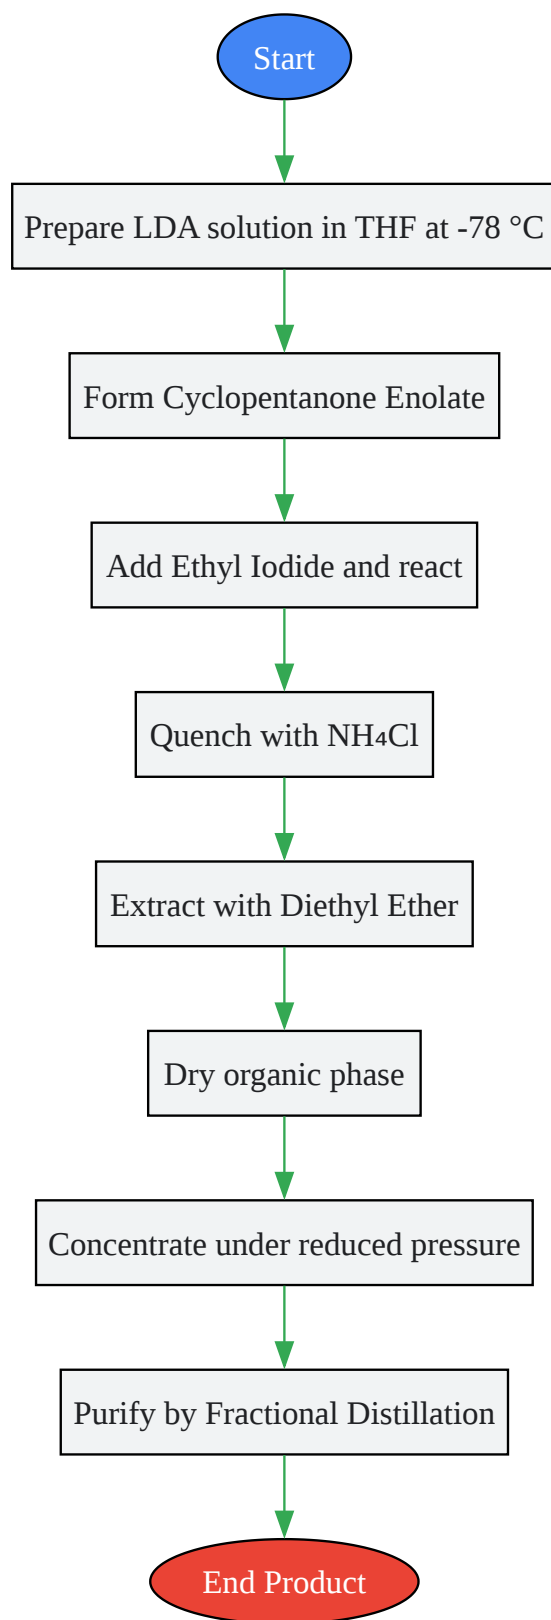 Start
Prepare LDA solution in THF at -78 °C
Form Cyclopentanone Enolate
Add Ethyl Iodide and react
Quench with NH₄Cl
Extract with Diethyl Ether
Dry organic phase
Concentrate under reduced pressure
Purify by Fractional Distillation
End Product